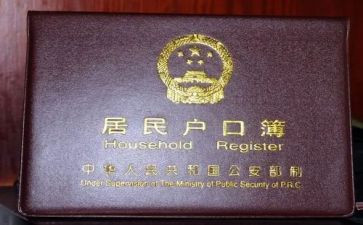 居民户口簿
Household Register
中华人民共和国公安部制
Under Supervision of The Ministry of Public Security of P.R.C.